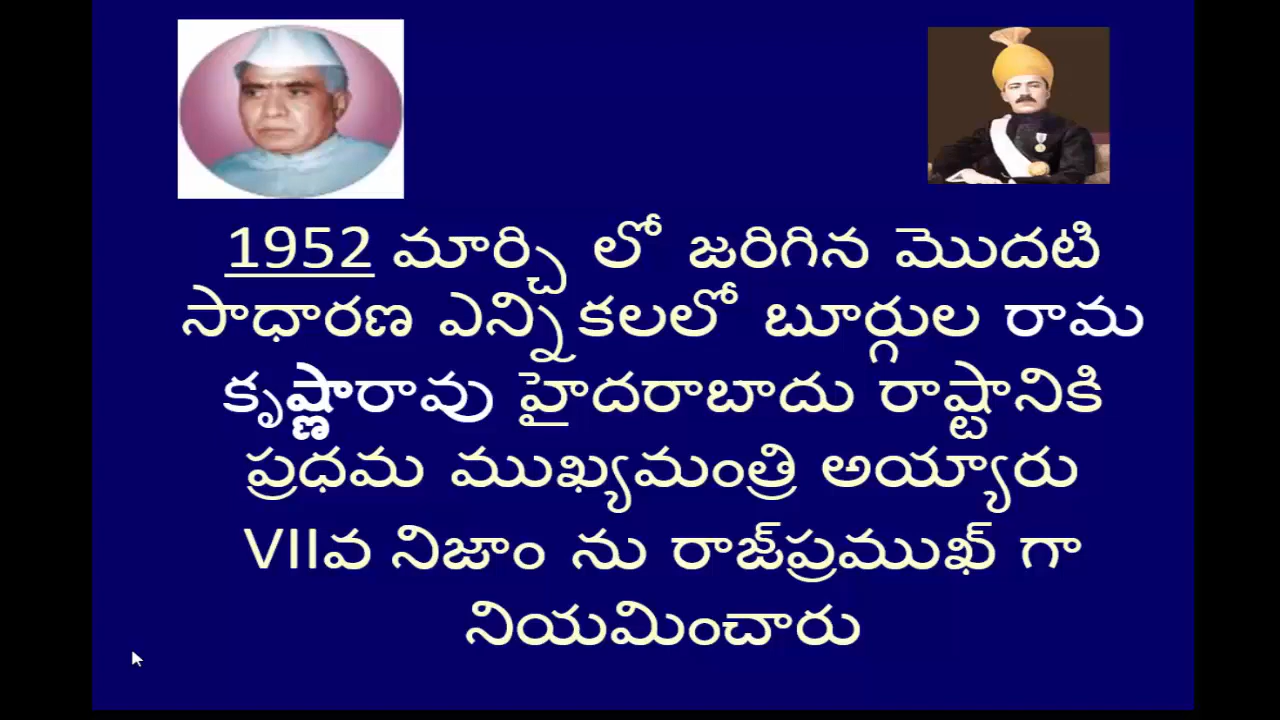 1952 మార్చి లో జరిగిన మొదటి
సాధారణ ఎన్నికలలో బూర్గుల రామ
కృష్ణారావు హైదరాబాదు రాష్టానికి
ప్రధమ ముఖ్యమంత్రి అయ్యారు
VIIవ నిజాం ను రాజ్‌ప్రముఖ్ గా
నియమించారు